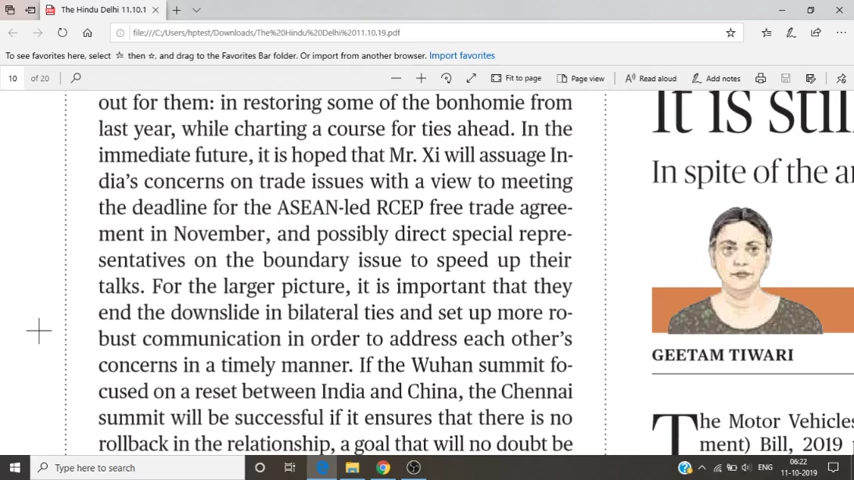 The Hindu Delhi 11.10.1
file:///C:/Users/hptest/Downloads/The%20Hindu%20Delhi%2011.10.19.pdf
To see favorites here, select then , and drag to the Favorites Bar folder. Or import from another browser. Import favorites
10 of 20 Fit to page Page view Read aloud Add notes
out for them: in restoring some of the bonhomie from
last year, while charting a course for ties ahead. In the
immediate future, it is hoped that Mr. Xi will assuage In-
dia's concerns on trade issues with a view to meeting
the deadline for the ASEAN-led RCEP free trade agree-
ment in November, and possibly direct special repre-
sentatives on the boundary issue to speed up their
talks. For the larger picture, it is important that they
end the downslide in bilateral ties and set up more ro-
bust communication in order to address each other's
concerns in a timely manner. If the Wuhan summit fo-
cused on a reset between India and China, the Chennai
summit will be successful if it ensures that there is no
rollback in the relationship, a goal that will no doubt be
It is stil
In spite of the a
GEETAM TIWARI
The Motor Vehicles
ment) Bill, 2019
Type here to search
ENG
06:22
11-10-2019